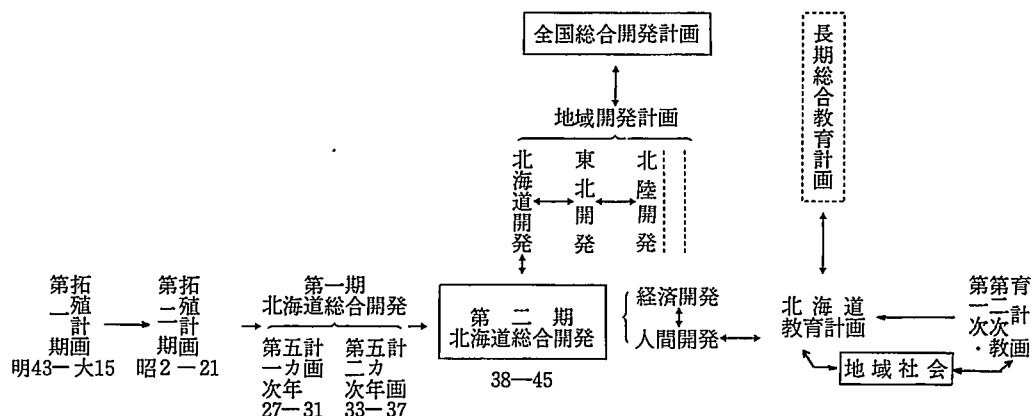 全国総合開発計画
地域開発計画
北海道開発
東北開発
北陸開発
長期総合教育計画
第一期
拓殖計画
明43―大15
第二期
拓殖計画
昭2―21
第一期
北海道総合開発
第一次
五カ年
計画
27―31
第二次
五カ年
計画
33―37
第二期
北海道総合開発
38―45
経済開発
人間開発
北海道
教育計画
第一次・
第二次教
育計画
地域社会